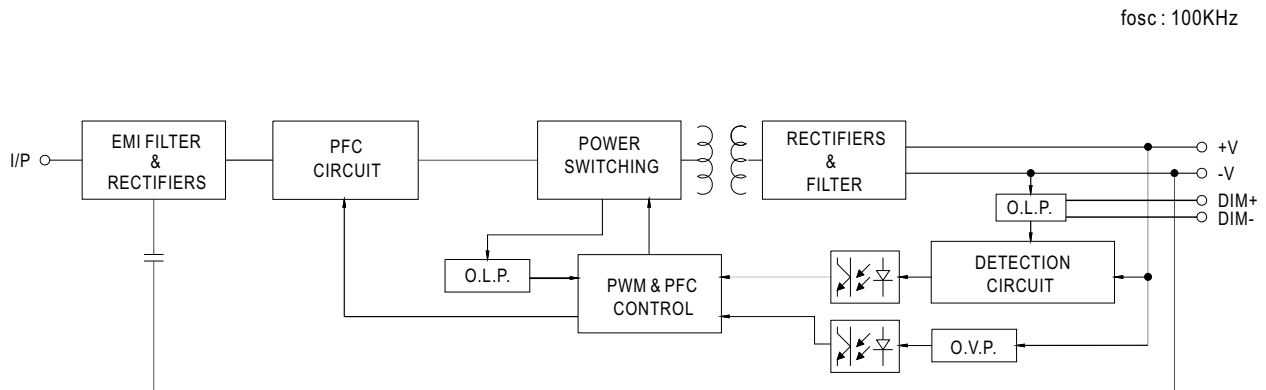 fosc : 100KHz
I/P
EMI FILTER
&
RECTIFIERS
PFC
CIRCUIT
POWER
SWITCHING
RECTIFIERS
&
FILTER
+V
-V
DIM+
DIM-
O.L.P.
O.L.P.
PWM & PFC
CONTROL
DETECTION
CIRCUIT
O.V.P.